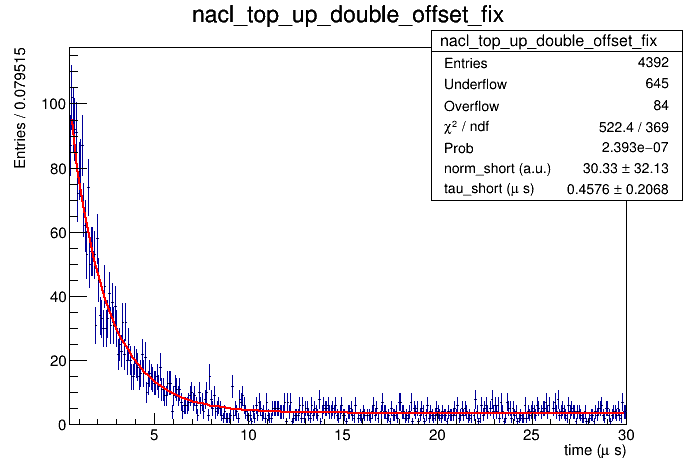 nacl_top_up_double_offset_fix
nacl_top_up_double_offset_fix
Entries 4392
Underflow 645
Overflow 84
χ² / ndf 522.4 / 369
Prob 2.393e−07
norm_short (a.u.) 30.33 ± 32.13
tau_short (μ s) 0.4576 ± 0.2068
Entries / 0.079515
100
80
60
40
20
0
5 10 15 20 25 30
time (μ s)